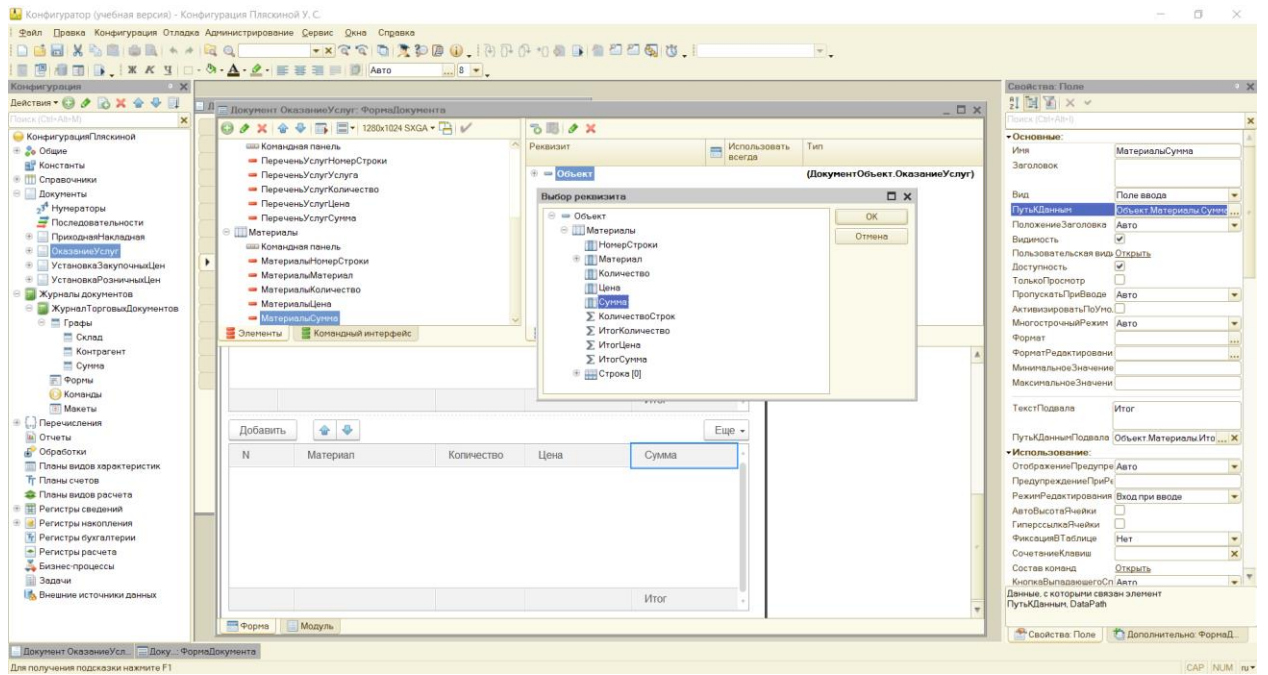 Конфигуратор (учебная версия) - Конфигурация Пляскиной У. С.
Файл Правка Конфигурация Отладка Администрирование Сервис Окна Справка
Авто 8
Конфигурация
Действия
Поиск (Ctrl+Alt+M)
КонфигурацияПляскиной
Общие
Константы
Справочники
Документы
Нумераторы
Последовательности
ПриходнаяНакладная
ОказаниеУслуг
УстановкаЗакупочныхЦен
УстановкаРозничныхЦен
Журналы документов
ЖурналТорговыхДокументов
Графы
Склад
Контрагент
Сумма
Формы
Команды
Макеты
Перечисления
Отчеты
Обработки
Планы видов характеристик
Планы счетов
Планы видов расчета
Регистры сведений
Регистры накопления
Регистры бухгалтерии
Регистры расчета
Бизнес-процессы
Задачи
Внешние источники данных
Документ ОказаниеУслуг: ФормаДокумента
1280x1024 SXGA
Командная панель
ПереченьУслугНомерСтроки
ПереченьУслугУслуга
ПереченьУслугКоличество
ПереченьУслугЦена
ПереченьУслугСумма
Материалы
Командная панель
МатериалыНомерСтроки
МатериалыМатериал
МатериалыКоличество
МатериалыЦена
МатериалыСумма
Элементы Командный интерфейс
Реквизит Использовать всегда Тип
Объект (ДокументОбъект.ОказаниеУслуг)
Выбор реквизита
Объект
Материалы
НомерСтроки
Материал
Количество
Цена
Сумма
КоличествоСтрок
ИтогКоличество
ИтогЦена
ИтогСумма
Строка [0]
ОК
Отмена
Добавить Еще
N Материал Количество Цена Сумма
Итог
Форма Модуль
Свойства: Поле
Поиск (Ctrl+Alt+I)
Основные:
Имя МатериалыСумма
Заголовок
Вид Поле ввода
ПутьКДанным Объект.Материалы.Сумма ...
ПоложениеЗаголовка Авто
Видимость
Пользовательская види Открыть
Доступность
ТолькоПросмотр
ПропускатьПриВводе Авто
АктивизироватьПоУмо.
МногострочныйРежим Авто
Формат ...
ФорматРедактировани ...
МинимальноеЗначение
МаксимальноеЗначени
ТекстПодвала Итог
ПутьКДаннымПодвала Объект.Материалы.Ито ...
Использование:
ОтображениеПредупре Авто
ПредупреждениеПриРе
РежимРедактирования Вход при вводе
АвтоВысотаЯчейки
ГиперссылкаЯчейки
ФиксацияВТаблице Нет
СочетаниеКлавиш
Состав команд Открыть
КнопкаВыпадающегоСп Авто
Данные, с которыми связан элемент
ПутьКДанным, DataPath
Свойства: Поле Дополнительно: ФормаД...
Документ ОказаниеУсл... Доку...: ФормаДокумента
Для получения подсказки нажмите F1
CAP NUM ru